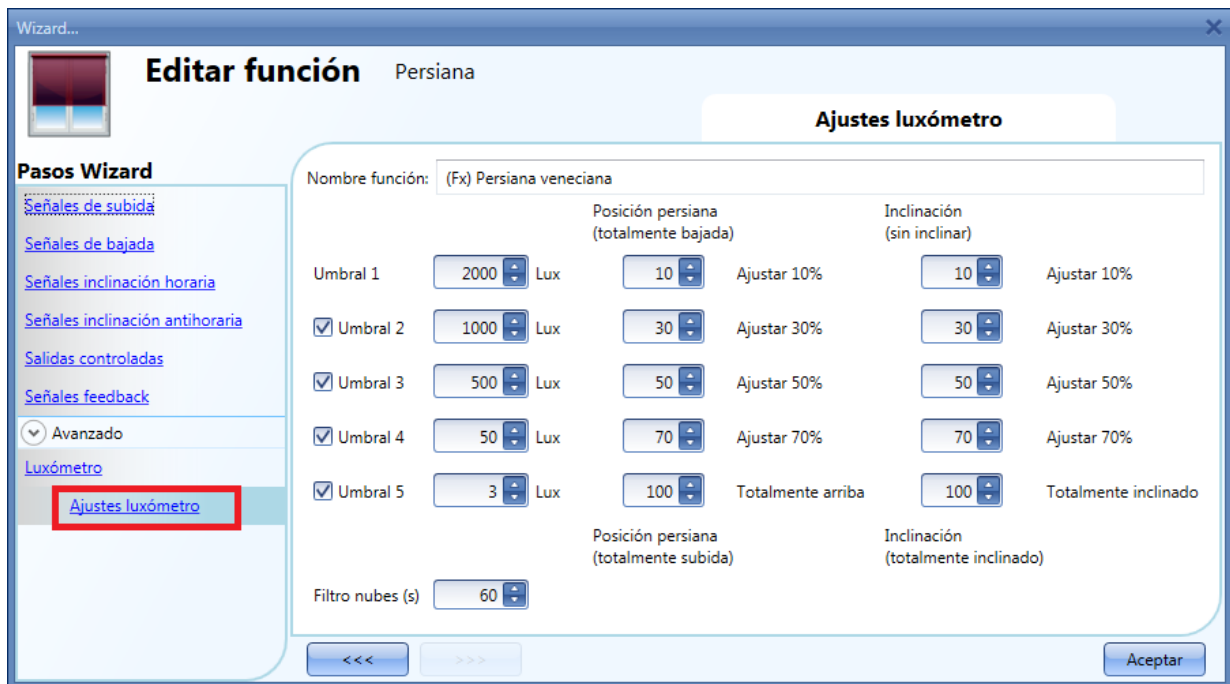 Wizard...
Editar función Persiana
Ajustes luxómetro
Pasos Wizard
Señales de subida
Señales de bajada
Señales inclinación horaria
Señales inclinación antihoraria
Salidas controladas
Señales feedback
Avanzado
Luxómetro
Ajustes luxómetro
Nombre función: (Fx) Persiana veneciana
Posición persiana Inclinación
(totalmente bajada) (sin inclinar)
Umbral 1 2000 Lux 10 Ajustar 10% 10 Ajustar 10%
Umbral 2 1000 Lux 30 Ajustar 30% 30 Ajustar 30%
Umbral 3 500 Lux 50 Ajustar 50% 50 Ajustar 50%
Umbral 4 50 Lux 70 Ajustar 70% 70 Ajustar 70%
Umbral 5 3 Lux 100 Totalmente arriba 100 Totalmente inclinado
Posición persiana Inclinación
(totalmente subida) (totalmente inclinado)
Filtro nubes (s) 60
<<< >>> Aceptar